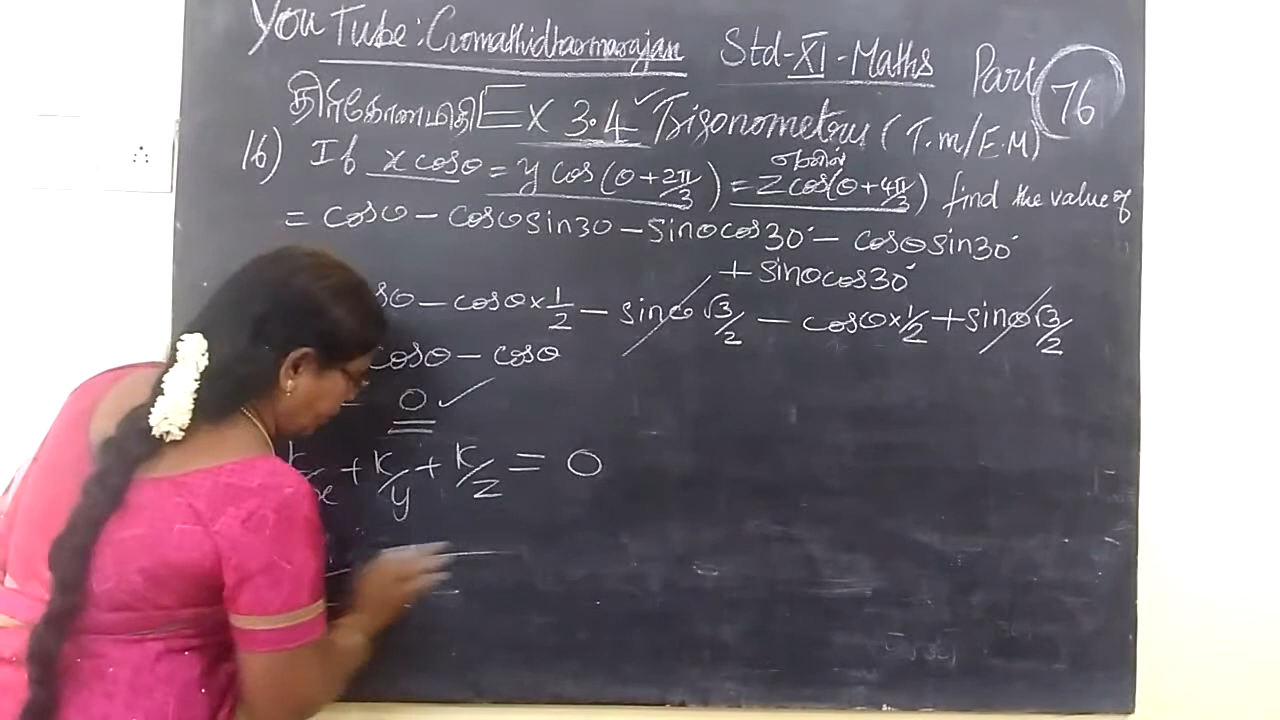 YouTube: Gomathidharmarajan Std-XI-Maths Part 76
திரிகோணமிதி Ex 3.4 ✓ Trigonometry (T.m/E.M)
எனில்
16) If x cosθ = y cos(θ + 2π/3) = z cos(θ + 4π/3) find the value of
= cosθ - cosθ sin30 - sinθ cos30° - cosθ sin30°
+ sinθ cos30°
sθ - cosθ × 1/2 - sinθ √3/2 - cosθ × 1/2 + sinθ √3/2
cosθ - cosθ
0 ✓
k/x + k/y + k/z = 0